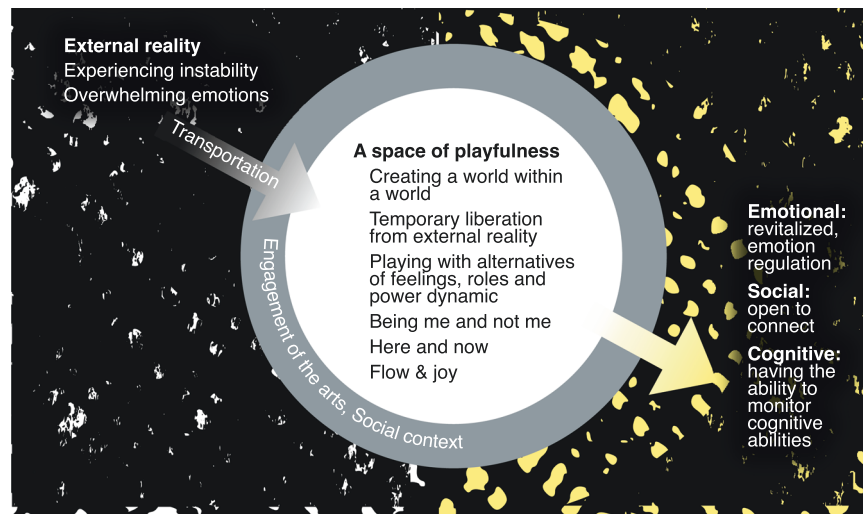 External reality
Experiencing instability
Overwhelming emotions
Transportation
A space of playfulness
Creating a world within
a world
Temporary liberation
from external reality
Playing with alternatives
of feelings, roles and
power dynamic
Being me and not me
Here and now
Flow & joy
Engagement of the arts, Social context
Emotional:
revitalized,
emotion
regulation
Social:
open to
connect
Cognitive:
having the
ability to
monitor
cognitive
abilities